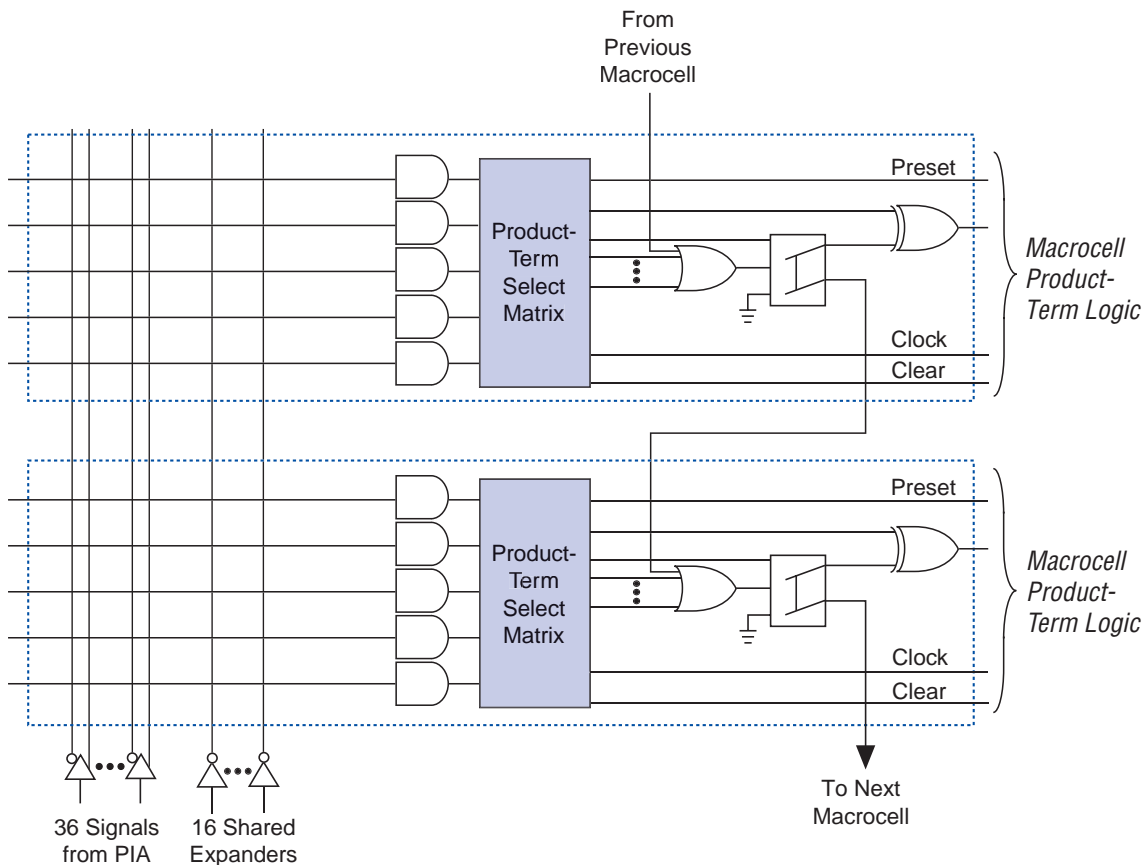 From
Previous
Macrocell
Preset
Product-
Term
Select
Matrix
Macrocell
Product-
Term Logic
Clock
Clear
Preset
Product-
Term
Select
Matrix
Macrocell
Product-
Term Logic
Clock
Clear
36 Signals
from PIA
16 Shared
Expanders
To Next
Macrocell